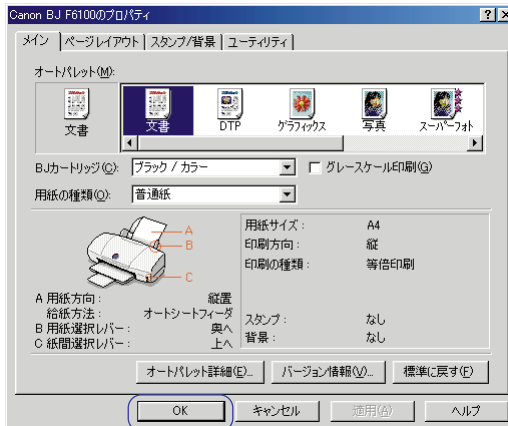 Canon BJ F6100のプロパティ
メイン ページレイアウト スタンプ/背景 ユーティリティ
オートパレット(M):
文書 文書 DTP グラフィックス 写真 スーパーフォト
BJカートリッジ(C): ブラック / カラー グレースケール印刷(G)
用紙の種類(O): 普通紙
A
B
C
用紙サイズ : A4
印刷方向 : 縦
印刷の種類 : 等倍印刷
A 用紙方向 : 縦置
給紙方法 : オートシートフィーダ
B 用紙選択レバー : 奥へ
C 紙間選択レバー : 上へ
スタンプ : なし
背景 : なし
オートパレット詳細(E)... バージョン情報(V)... 標準に戻す(F)
OK キャンセル 適用(A) ヘルプ